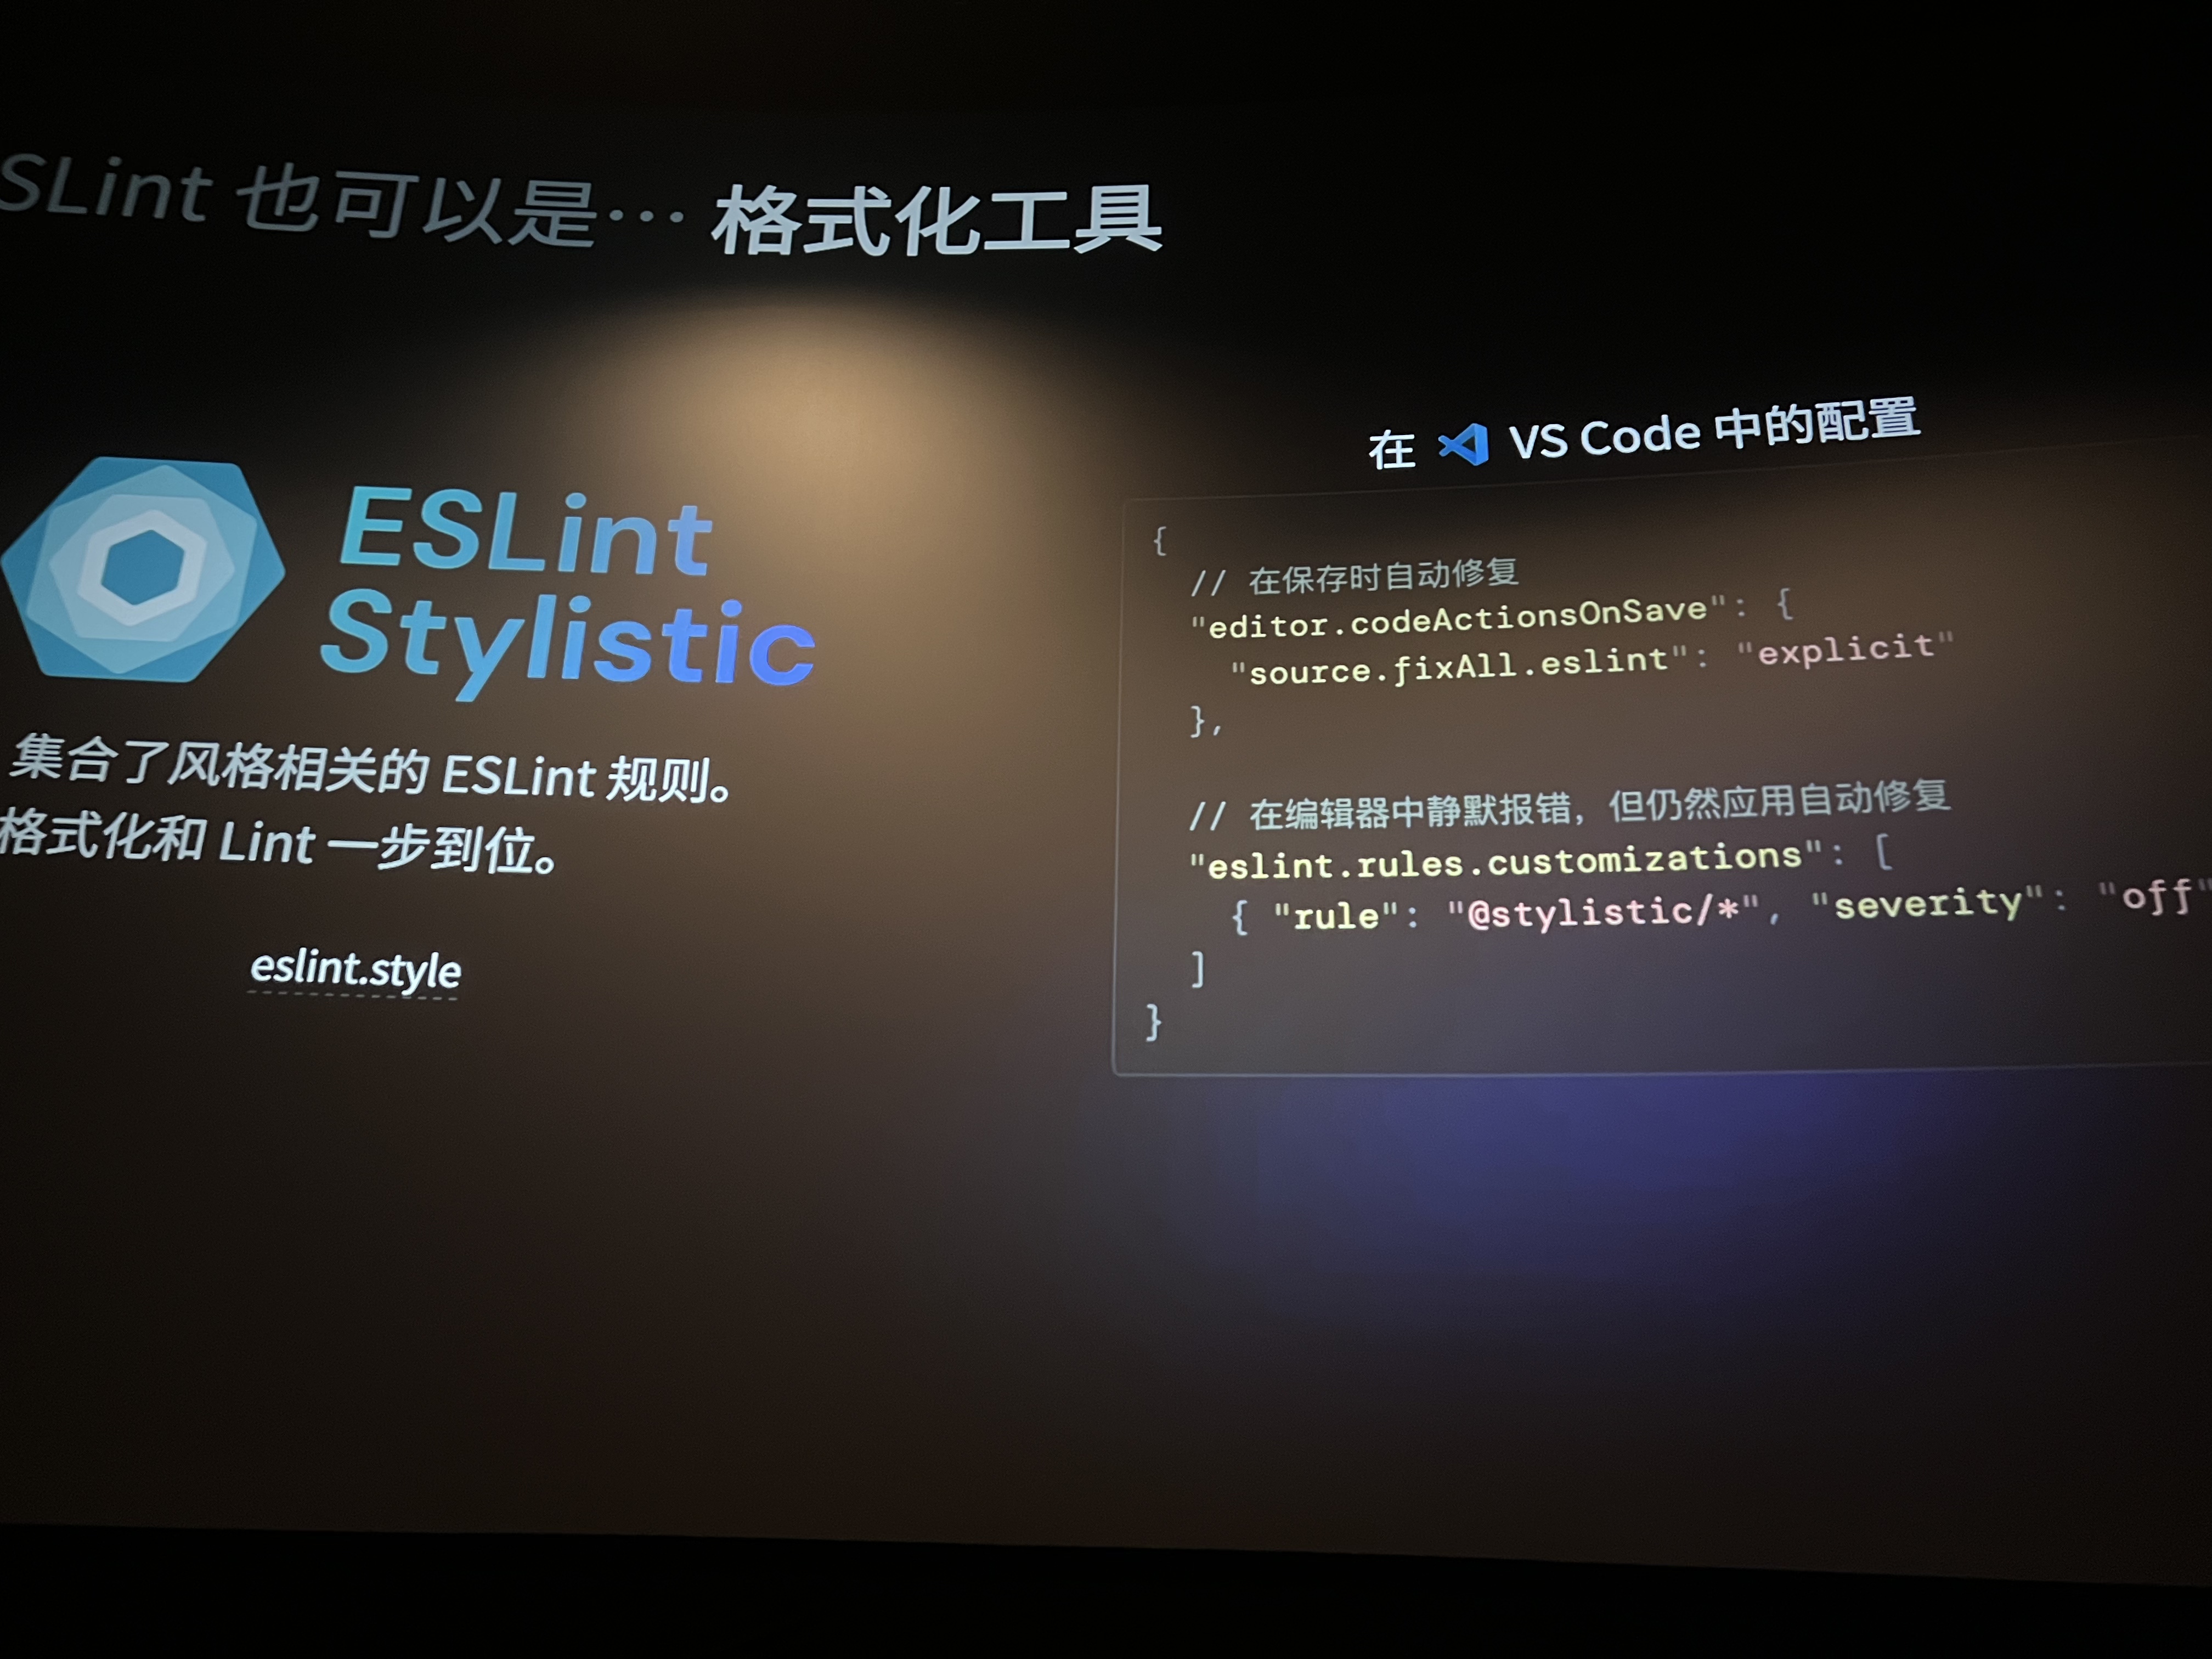 SLint 也可以是… 格式化工具
ESLint
Stylistic
集合了风格相关的 ESLint 规则。
格式化和 Lint 一步到位。
eslint.style
在 VS Code 中的配置
{
// 在保存时自动修复
"editor.codeActionsOnSave": {
"source.fixAll.eslint": "explicit"
},
// 在编辑器中静默报错，但仍然应用自动修复
"eslint.rules.customizations": [
{ "rule": "@stylistic/*", "severity": "off"
]
}